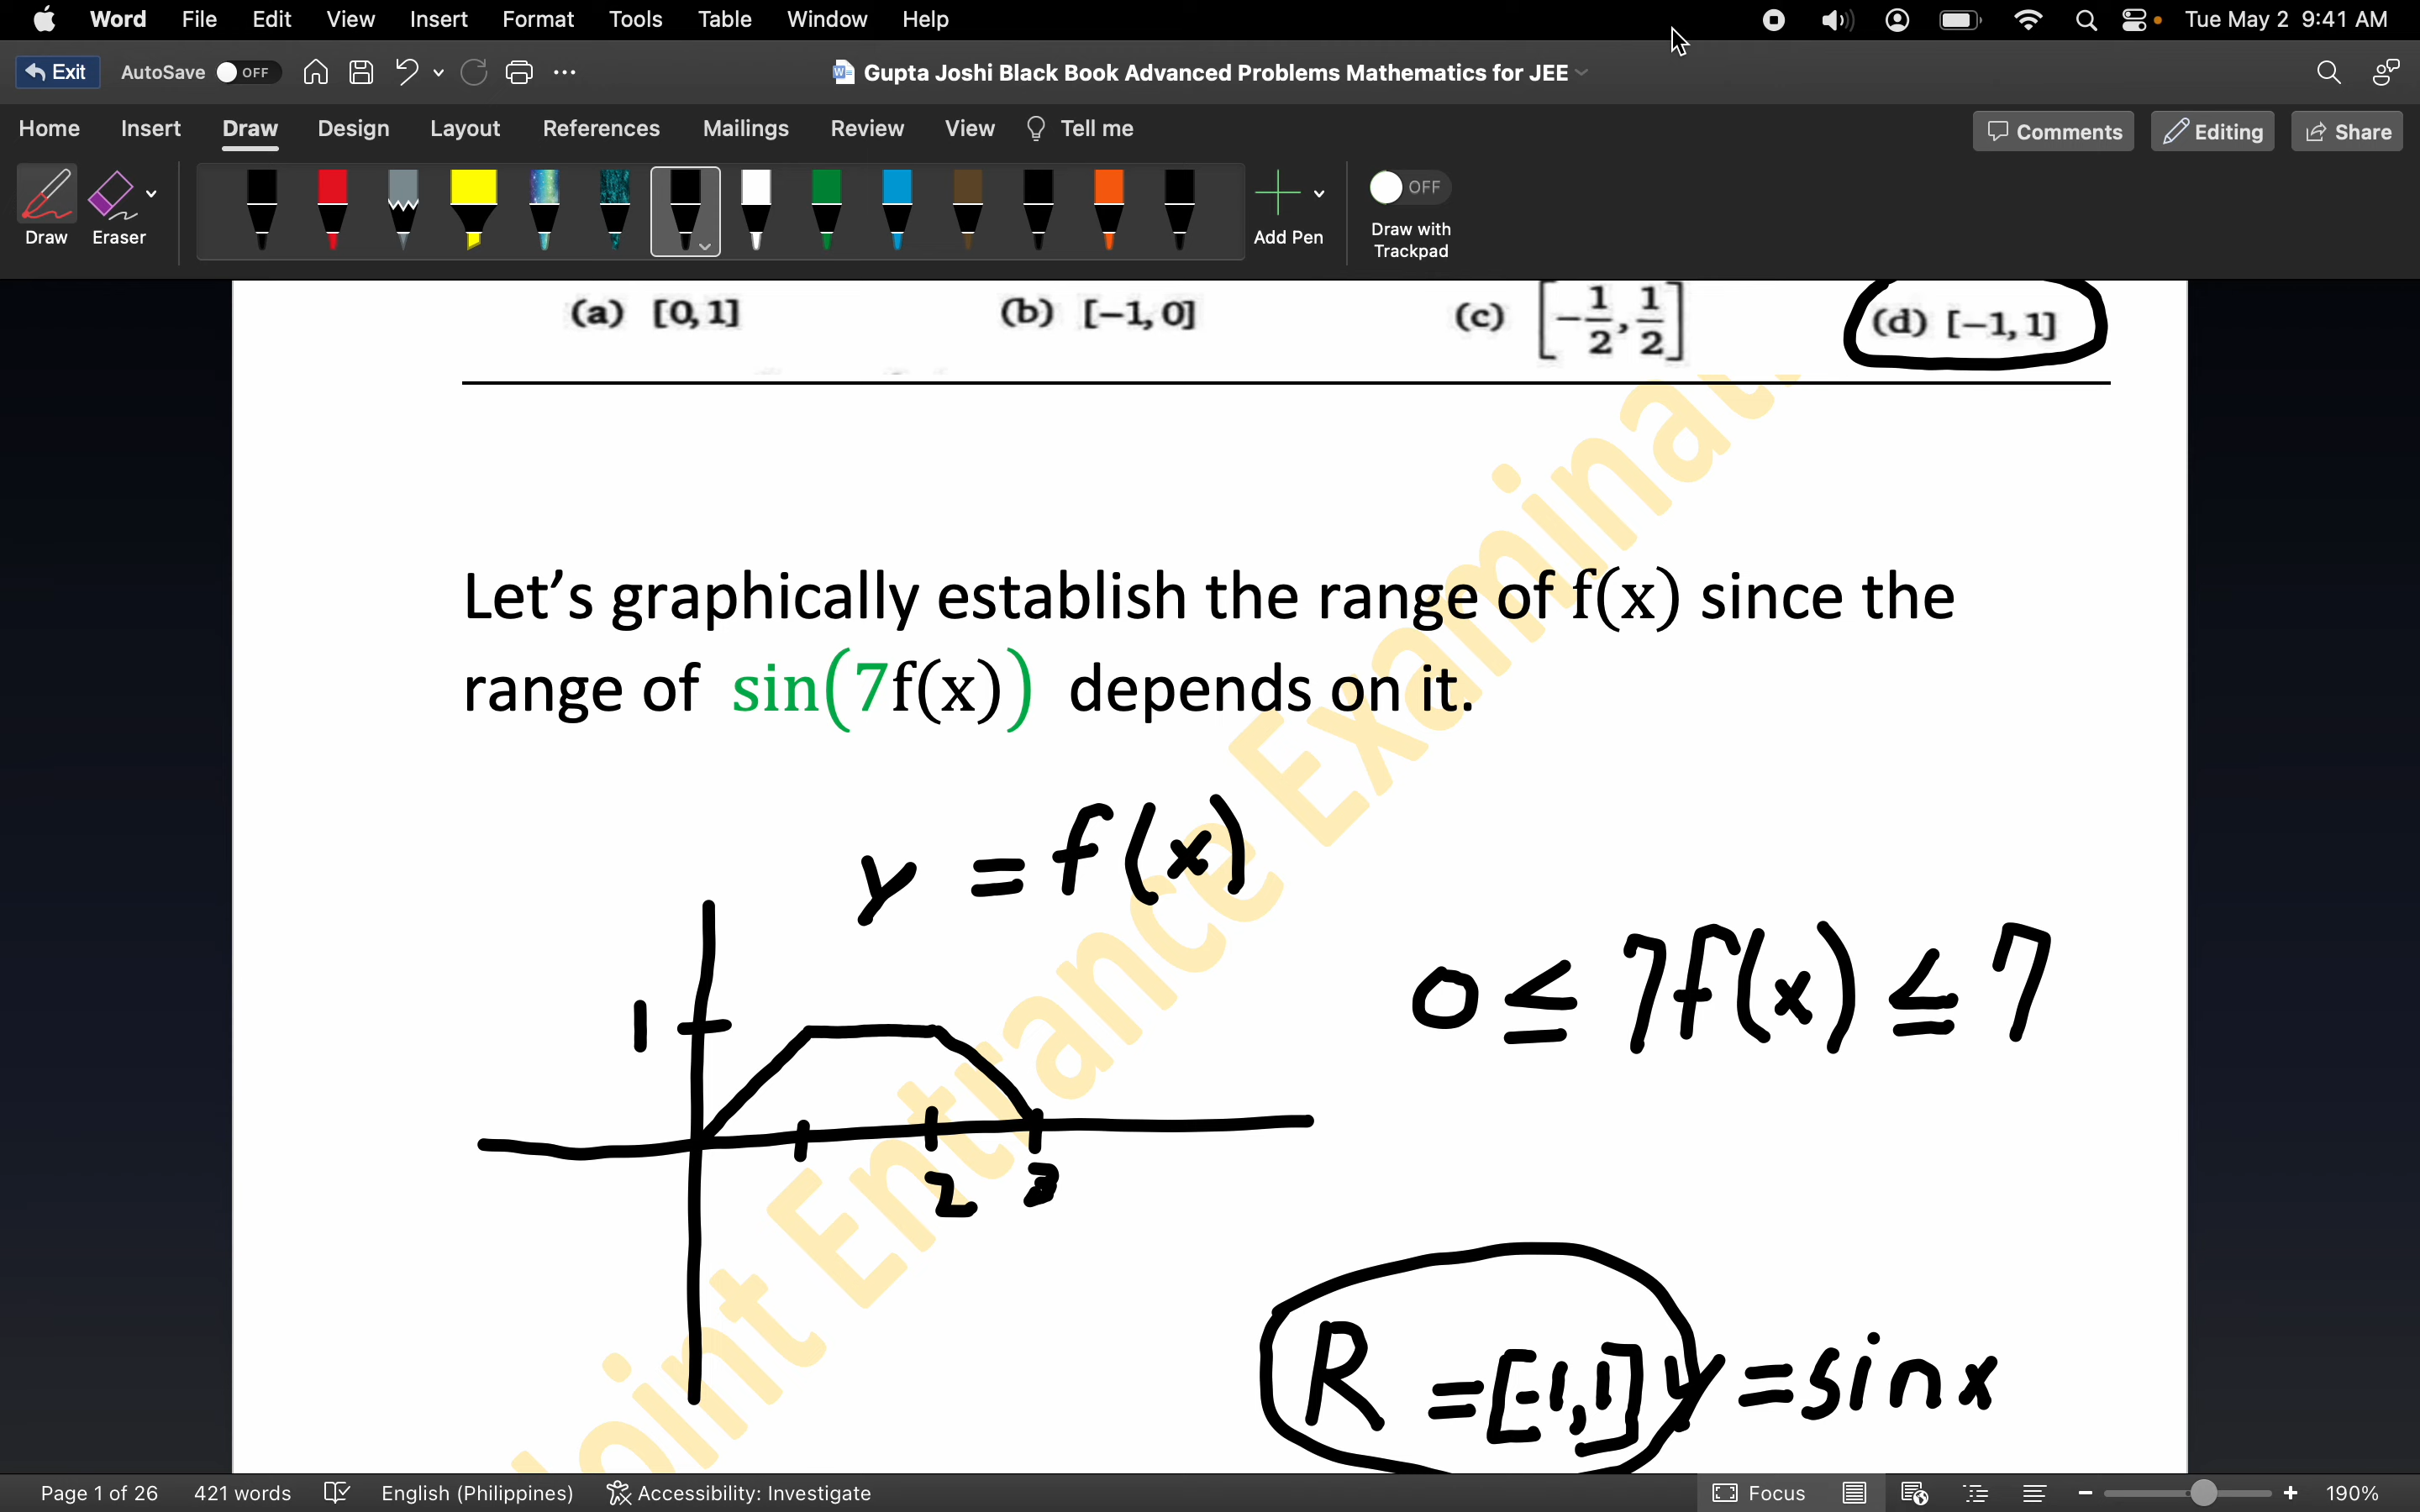 Word File Edit View Insert Format Tools Table Window Help Tue May 2 9:41 AM
Exit AutoSave OFF Gupta Joshi Black Book Advanced Problems Mathematics for JEE
Home Insert Draw Design Layout References Mailings Review View Tell me Comments Editing Share
Draw Eraser Add Pen OFF Draw with
Trackpad
(a) [0, 1] (b) [−1, 0] (c) [−1/2, 1/2] (d) [−1, 1]
Let's graphically establish the range of f(x) since the
range of sin(7f(x)) depends on it.
y = f(x)
0 ≤ 7f(x) ≤ 7
1
2 3
R = [-1,1] y = sin x
Joint Entrance Examinat
Page 1 of 26 421 words English (Philippines) Accessibility: Investigate Focus 190%